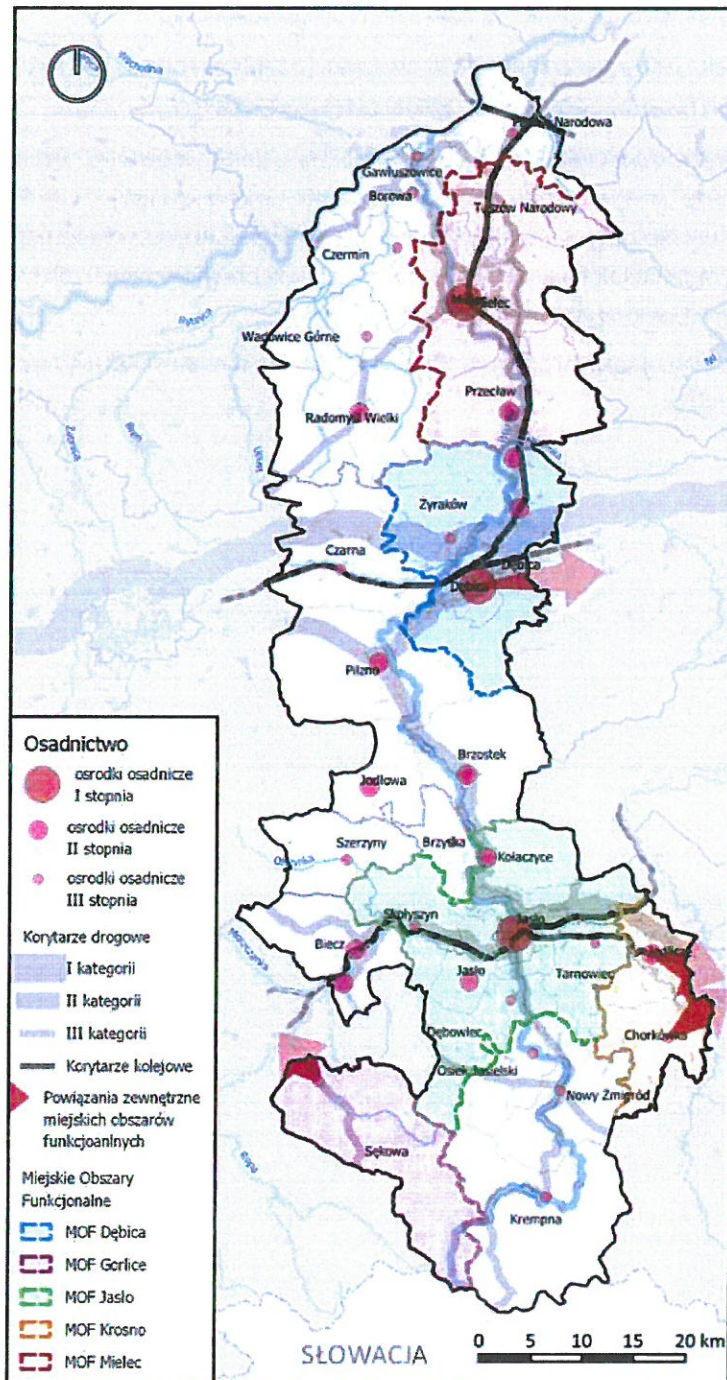 Narodowa
Gawłuszowice
Borowa
Tuszów Narodowy
Czermin
Mielec
Wadowice Górne
Przecław
Radomyśl Wielki
Żyraków
Czarna
Dębica
Dębica
Pilzno
Brzostek
Jodłowa
Szerzyny
Brzyska
Kołaczyce
Skołyszyn
Jasło
Biecz
Jasło
Tarnowiec
Dębowiec
Chorkówka
Osiek Jasielski
Nowy Żmigród
Sękowa
Krempna
Osadnictwo
osrodki osadnicze
I stopnia
osrodki osadnicze
II stopnia
osrodki osadnicze
III stopnia
Korytarze drogowe
I kategorii
II kategorii
III kategorii
Korytarze kolejowe
Powiązania zewnętrzne
miejskich obszarów
funkcjoanlnych
Miejskie Obszary
Funkcjonalne
MOF Dębica
MOF Gorlice
MOF Jasło
MOF Krosno
MOF Mielec
SŁOWACJA
0 5 10 15 20 km